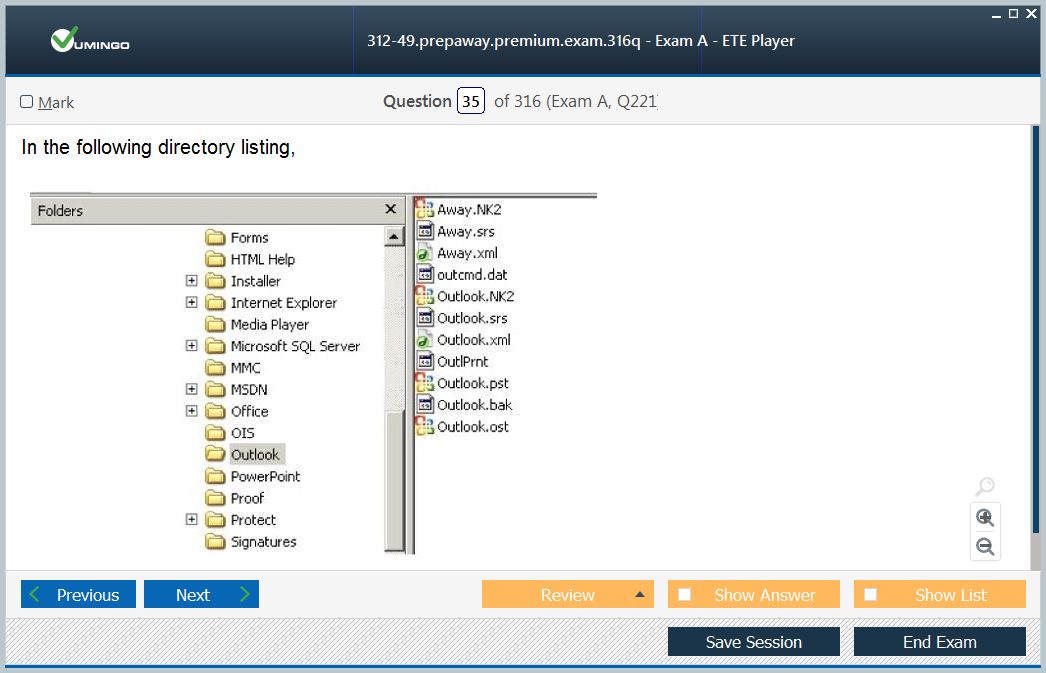 VUMINGO
312-49.prepaway.premium.exam.316q - Exam A - ETE Player
Mark
Question 35 of 316 (Exam A, Q221
In the following directory listing,
Folders
Forms
HTML Help
Installer
Internet Explorer
Media Player
Microsoft SQL Server
MMC
MSDN
Office
OIS
Outlook
PowerPoint
Proof
Protect
Signatures
Away.NK2
Away.srs
Away.xml
outcmd.dat
Outlook.NK2
Outlook.srs
Outlook.xml
OutlPrnt
Outlook.pst
Outlook.bak
Outlook.ost
Previous
Next
Review
Show Answer
Show List
Save Session
End Exam